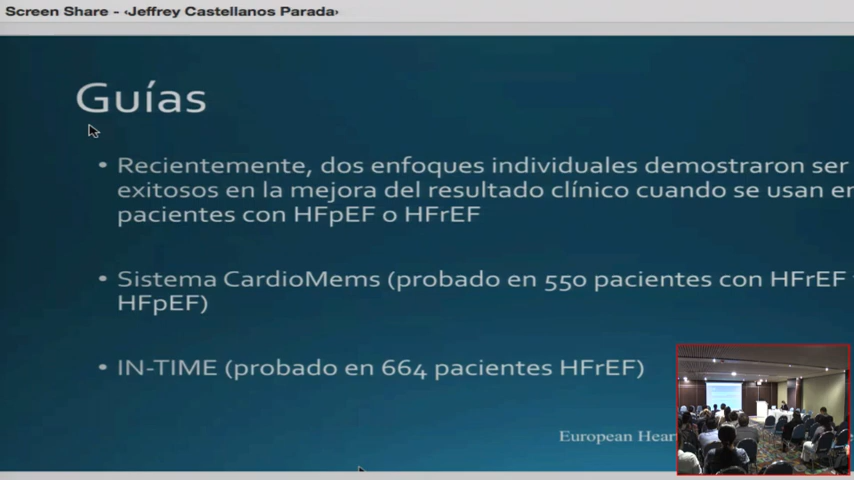 Screen Share - ‹Jeffrey Castellanos Parada›
Guías
• Recientemente, dos enfoques individuales demostraron ser
exitosos en la mejora del resultado clínico cuando se usan en
pacientes con HFpEF o HFrEF
• Sistema CardioMems (probado en 550 pacientes con HFrEF
HFpEF)
• IN-TIME (probado en 664 pacientes HFrEF)
European